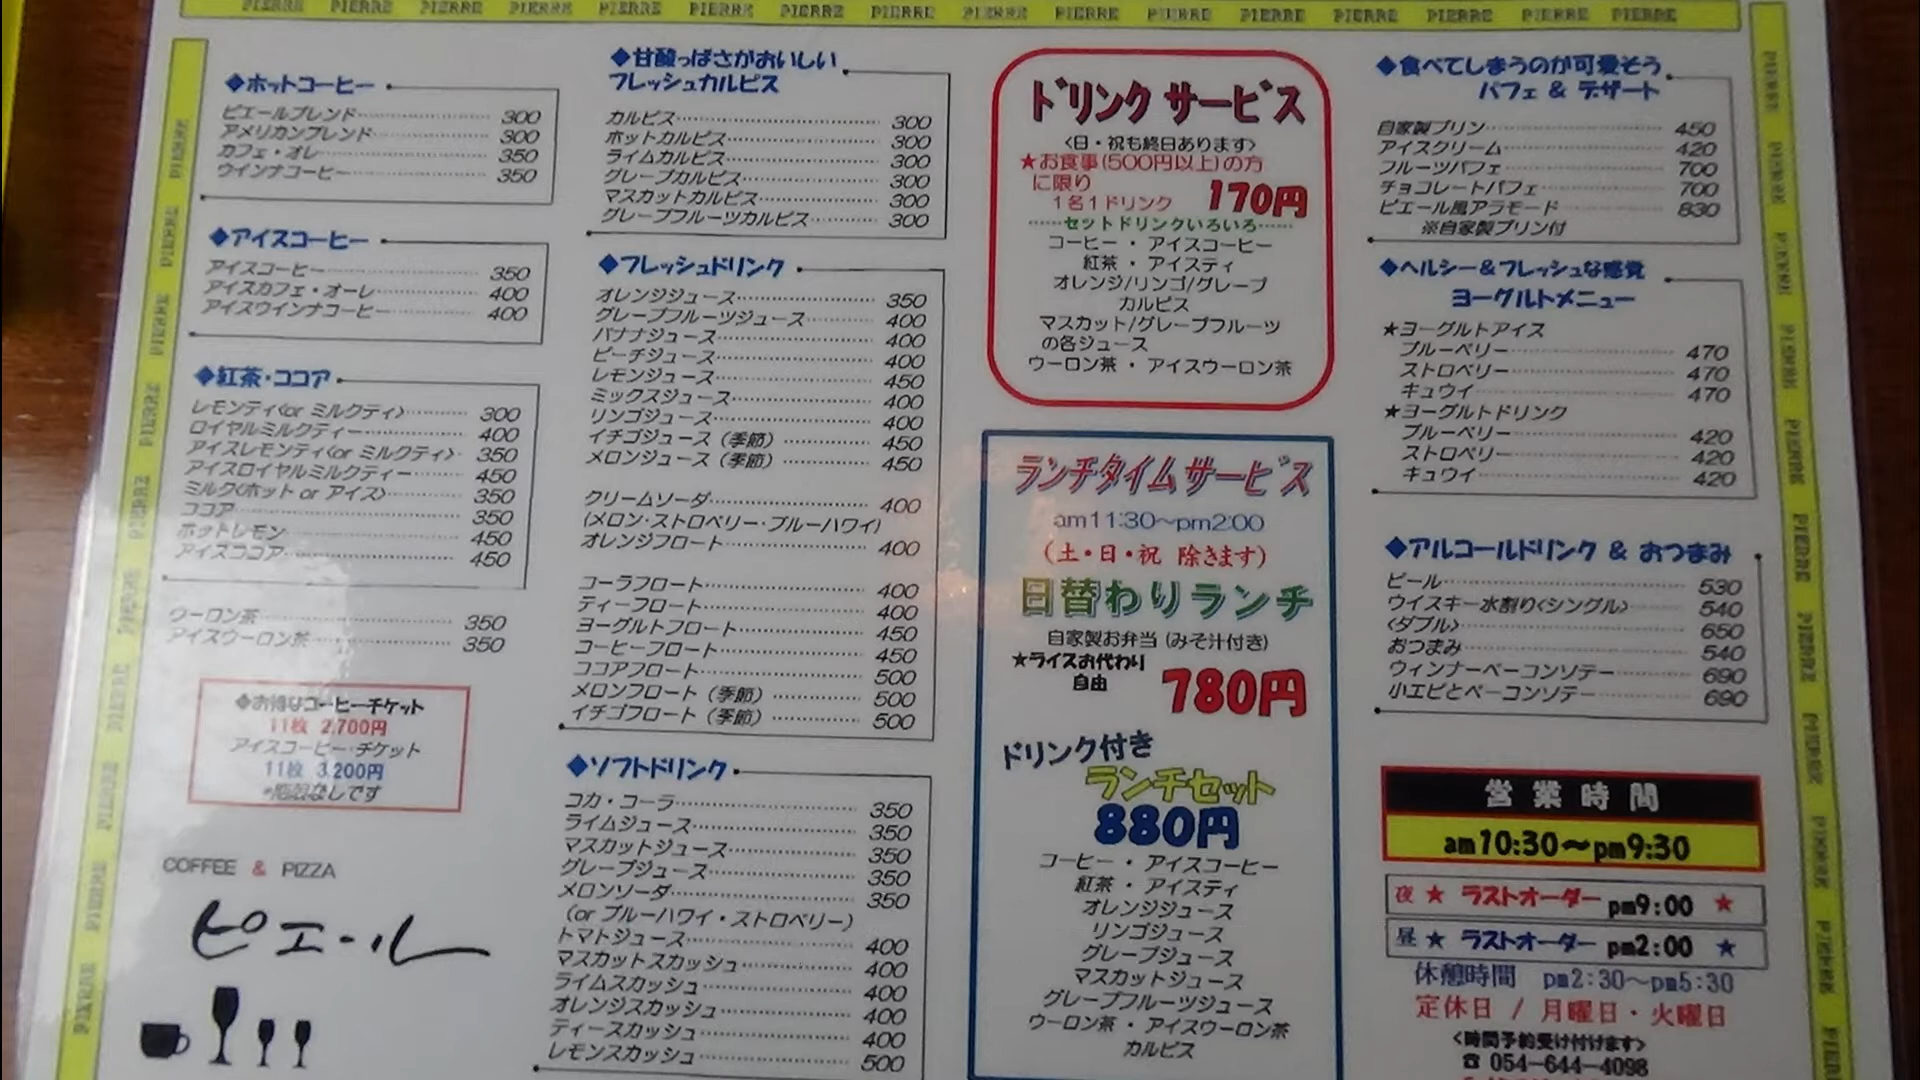 PIERRE PIERRE PIERRE PIERRE PIERRE PIERRE PIERRE PIERRE PIERRE PIERRE PIERRE PIERRE PIERRE PIERRE PIERRE PIERRE
◆ホットコーヒー
ピエールブレンド 300
アメリカンブレンド 300
カフェ・オレ 350
ウインナコーヒー 350
◆アイスコーヒー
アイスコーヒー 350
アイスカフェ・オーレ 400
アイスウインナコーヒー 400
◆紅茶・ココア
レモンティ<or ミルクティ> 300
ロイヤルミルクティー 400
アイスレモンティ<or ミルクティ> 350
アイスロイヤルミルクティー 450
ミルク<ホット or アイス> 350
ココア 350
ホットレモン 450
アイスココア 450
ウーロン茶 350
アイスウーロン茶 350
◆お得なコーヒーチケット
11枚 2,700円
アイスコーヒー・チケット
11枚 3,200円
*期限なしです
COFFEE & PIZZA
ピエール
◆甘酸っぱさがおいしい
フレッシュカルピス
カルピス 300
ホットカルピス 300
ライムカルピス 300
グレープカルピス 300
マスカットカルピス 300
グレープフルーツカルピス 300
◆フレッシュドリンク
オレンジジュース 350
グレープフルーツジュース 400
バナナジュース 400
ピーチジュース 400
レモンジュース 450
ミックスジュース 400
リンゴジュース 400
イチゴジュース（季節） 450
メロンジュース（季節） 450
クリームソーダ 400
(メロン・ストロベリー・ブルーハワイ)
オレンジフロート 400
コーラフロート 400
ティーフロート 400
ヨーグルトフロート 450
コーヒーフロート 450
ココアフロート 500
メロンフロート（季節） 500
イチゴフロート（季節） 500
◆ソフトドリンク
コカ・コーラ 350
ライムジュース 350
マスカットジュース 350
グレープジュース 350
メロンソーダ 350
（or ブルーハワイ・ストロベリー）
トマトジュース 400
マスカットスカッシュ 400
ライムスカッシュ 400
オレンジスカッシュ 400
ティースカッシュ 400
レモンスカッシュ 500
ドリンク サービス
<日・祝も終日あります>
★お食事(500円以上)の方
に限り
1名1ドリンク 170円
セットドリンクいろいろ
コーヒー ・ アイスコーヒー
紅茶 ・ アイスティ
オレンジ/リンゴ/グレープ
カルピス
マスカット/グレープフルーツ
の各ジュース
ウーロン茶 ・ アイスウーロン茶
ランチタイムサービス
am11:30～pm2:00
(土・日・祝 除きます)
日替わりランチ
自家製お弁当 (みそ汁付き)
★ライスお代わり
自由
780円
ドリンク付き
ランチセット
880円
コーヒー ・ アイスコーヒー
紅茶 ・ アイスティ
オレンジジュース
リンゴジュース
グレープジュース
マスカットジュース
グレープフルーツジュース
ウーロン茶 ・ アイスウーロン茶
カルピス
◆食べてしまうのが可愛そう
パフェ & デザート
自家製プリン 450
アイスクリーム 420
フルーツパフェ 700
チョコレートパフェ 700
ピエール風アラモード 830
※自家製プリン付
◆ヘルシー&フレッシュな感覚
ヨーグルトメニュー
★ヨーグルトアイス
ブルーベリー 470
ストロベリー 470
キュウイ 470
★ヨーグルトドリンク
ブルーベリー 420
ストロベリー 420
キュウイ 420
◆アルコールドリンク & おつまみ
ビール 530
ウイスキー水割り<シングル> 540
<ダブル> 650
おつまみ 540
ウィンナーベーコンソテー 690
小エビとベーコンソテー 690
営業時間
am10:30～pm9:30
夜 ★ ラストオーダー pm9:00 ★
昼 ★ ラストオーダー pm2:00 ★
休憩時間 pm2:30～pm5:30
定休日 / 月曜日・火曜日
<時間予約受け付けます>
☎ 054-644-4098